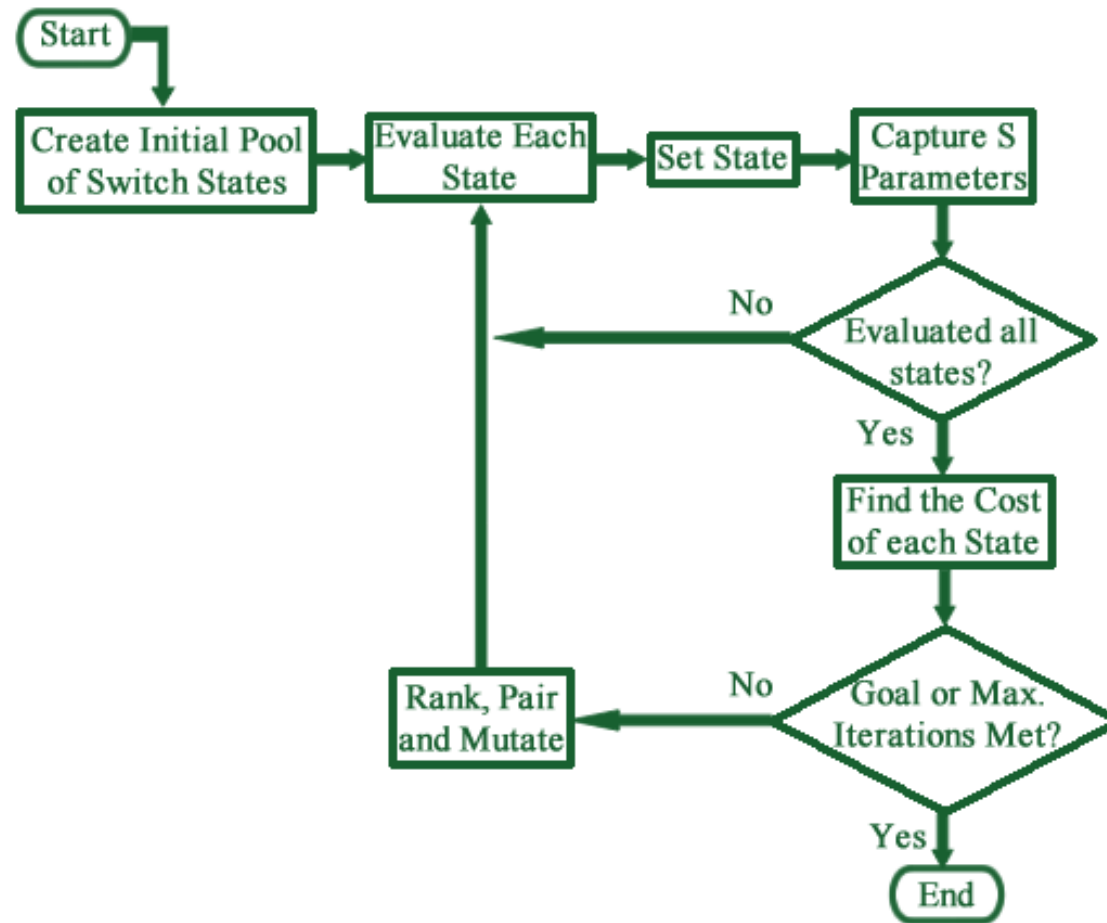 Start
Create Initial Pool
of Switch States
Evaluate Each
State
Set State
Capture S
Parameters
No
Evaluated all
states?
Yes
Find the Cost
of each State
No
Goal or Max.
Iterations Met?
Rank, Pair
and Mutate
Yes
End